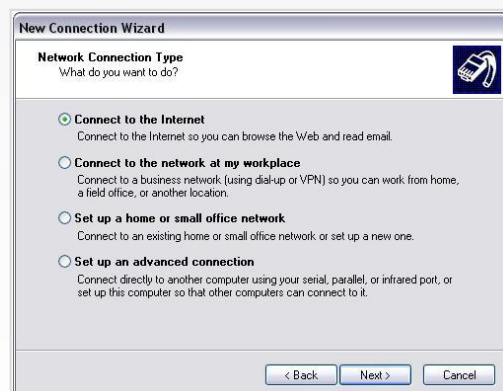 New Connection Wizard
Network Connection Type
What do you want to do?
Connect to the Internet
Connect to the Internet so you can browse the Web and read email.
Connect to the network at my workplace
Connect to a business network (using dial-up or VPN) so you can work from home,
a field office, or another location.
Set up a home or small office network
Connect to an existing home or small office network or set up a new one.
Set up an advanced connection
Connect directly to another computer using your serial, parallel, or infrared port, or
set up this computer so that other computers can connect to it.
< Back Next > Cancel